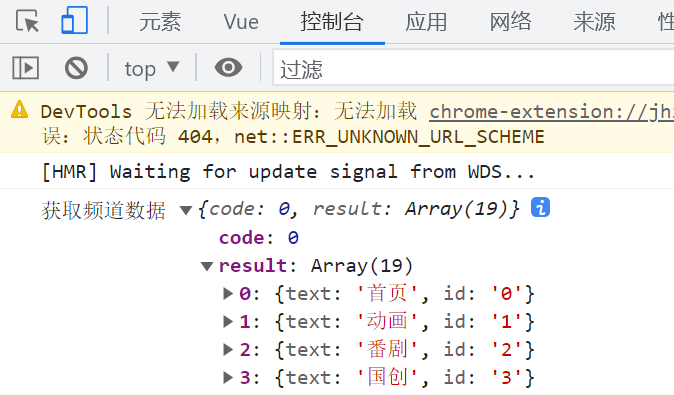 元素 Vue 控制台 应用 网络 来源
top ▼ 过滤
DevTools 无法加载来源映射：无法加载 chrome-extension://jh
误：状态代码 404，net::ERR_UNKNOWN_URL_SCHEME
[HMR] Waiting for update signal from WDS...
获取频道数据 ▼{code: 0, result: Array(19)} i
code: 0
▼result: Array(19)
▶0: {text: '首页', id: '0'}
▶1: {text: '动画', id: '1'}
▶2: {text: '番剧', id: '2'}
▶3: {text: '国创', id: '3'}